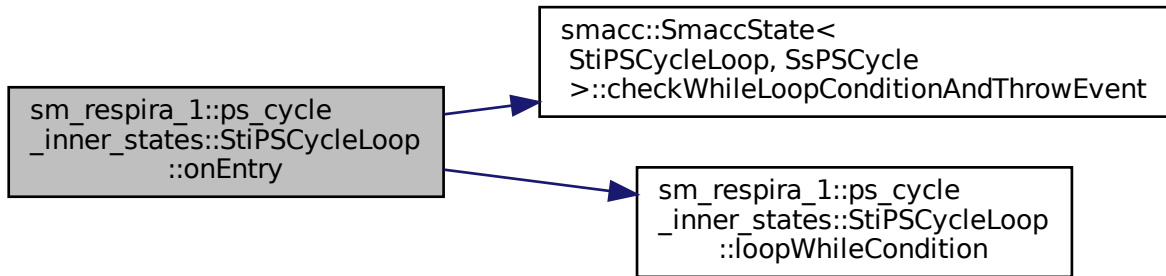 sm_respira_1::ps_cycle
_inner_states::StiPSCycleLoop
::onEntry
smacc::SmaccState<
StiPSCycleLoop, SsPSCycle
>::checkWhileLoopConditionAndThrowEvent
sm_respira_1::ps_cycle
_inner_states::StiPSCycleLoop
::loopWhileCondition